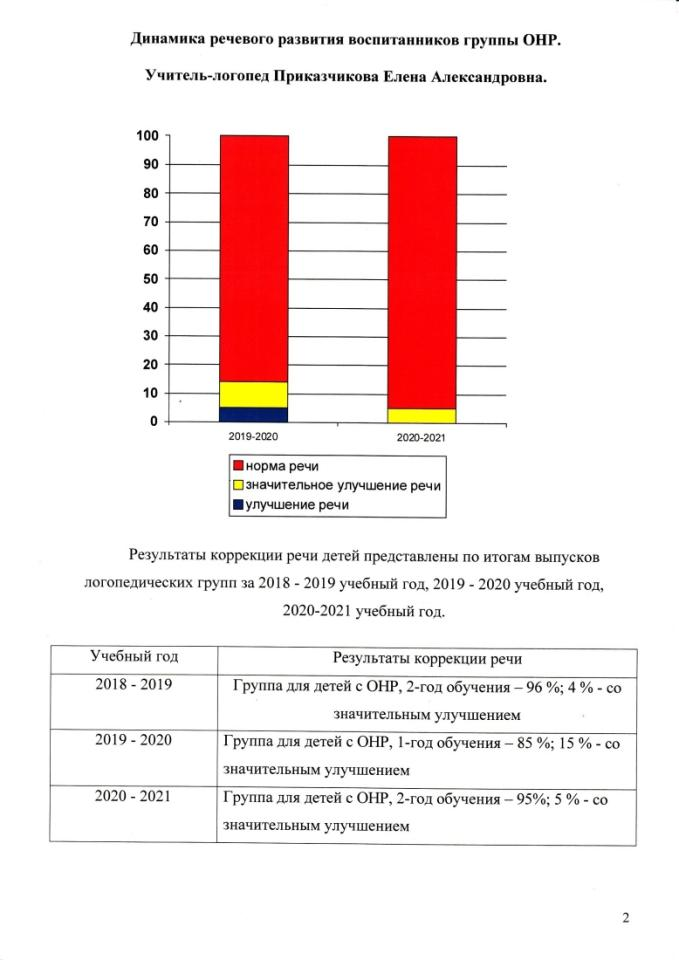 Динамика речевого развития воспитанников группы ОНР.
Учитель-логопед Приказчикова Елена Александровна.
100
90
80
70
60
50
40
30
20
10
0
2019-2020
2020-2021
норма речи
значительное улучшение речи
улучшение речи
Результаты коррекции речи детей представлены по итогам выпусков
логопедических групп за 2018 - 2019 учебный год, 2019 - 2020 учебный год,
2020-2021 учебный год.
Учебный год
Результаты коррекции речи
2018 - 2019
Группа для детей с ОНР, 2-год обучения – 96 %; 4 % - со
значительным улучшением
2019 - 2020
Группа для детей с ОНР, 1-год обучения – 85 %; 15 % - со
значительным улучшением
2020 - 2021
Группа для детей с ОНР, 2-год обучения – 95%; 5 % - со
значительным улучшением
2